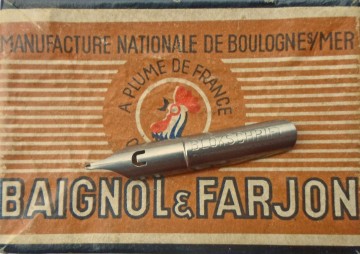 MANUFACTURE NATIONALE DE BOULOGNE S/MER
A PLUME DE FRANCE
BAIGNOL & FARJON